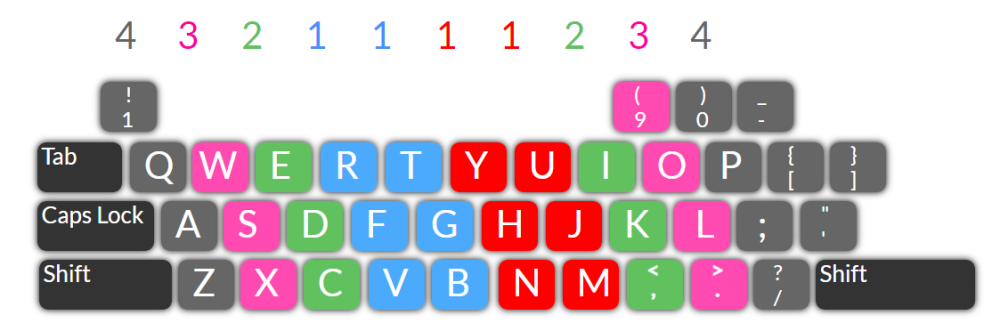 4 3 2 1 1 1 1 2 3 4
! ( ) _
1 9 0 -
Tab Q W E R T Y U I O P { [ } ]
Caps Lock A S D F G H J K L ; " '
Shift Z X C V B N M < , > . ? / Shift